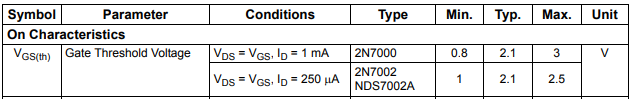 Symbol Parameter Conditions Type Min. Typ. Max. Unit
On Characteristics
VGS(th) Gate Threshold Voltage VDS = VGS, ID = 1 mA 2N7000 0.8 2.1 3 V
VDS = VGS, ID = 250 μA 2N7002 NDS7002A 1 2.1 2.5